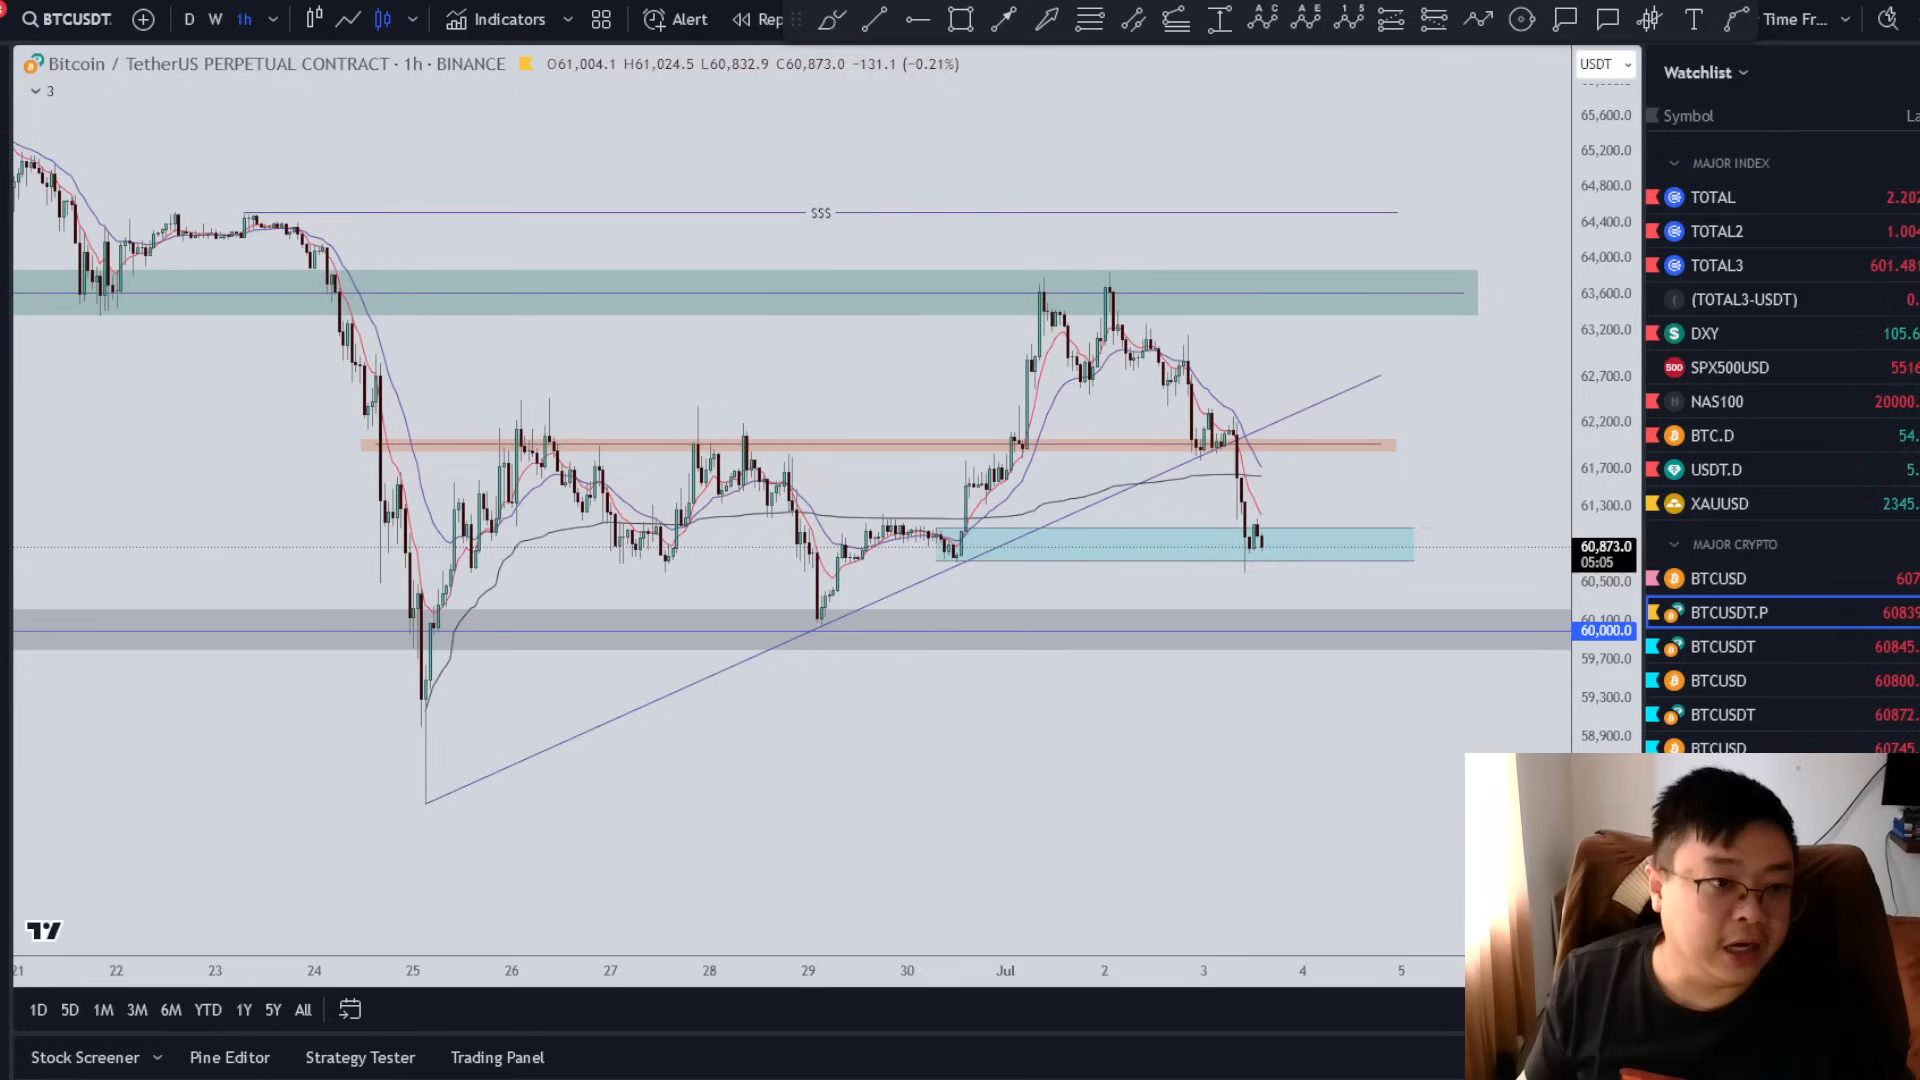 BTCUSDT. D W 1h Indicators Alert Rep Time Fr...
Bitcoin / TetherUS PERPETUAL CONTRACT · 1h · BINANCE O61,004.1 H61,024.5 L60,832.9 C60,873.0 −131.1 (−0.21%)
3
USDT
65,600.0
65,200.0
64,800.0
64,400.0
64,000.0
63,600.0
63,200.0
62,700.0
62,200.0
61,700.0
61,300.0
60,873.0
05:05
60,500.0
60,100.0
60,000.0
59,700.0
59,300.0
58,900.0
$$$
21 22 23 24 25 26 27 28 29 30 Jul 2 3 4 5
1D 5D 1M 3M 6M YTD 1Y 5Y All
Stock Screener Pine Editor Strategy Tester Trading Panel
Watchlist
Symbol La
MAJOR INDEX
TOTAL 2.202
TOTAL2 1.004
TOTAL3 601.481
(TOTAL3-USDT) 0.
DXY 105.6
SPX500USD 5516
NAS100 20000.
BTC.D 54.
USDT.D 5.
XAUUSD 2345.
MAJOR CRYPTO
BTCUSD 607
BTCUSDT.P 60839
BTCUSDT 60845.
BTCUSD 60800.
BTCUSDT 60872.
BTCUSD 60745.